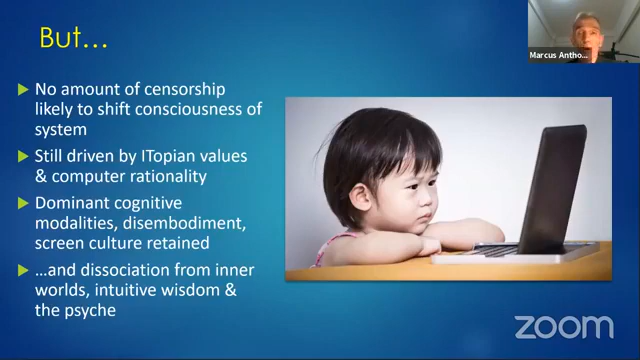 But…
Marcus Antho...
No amount of censorship
likely to shift consciousness of
system
Still driven by ITopian values
& computer rationality
Dominant cognitive
modalities, disembodiment,
screen culture retained
…and dissociation from inner
worlds, intuitive wisdom &
the psyche
zoom